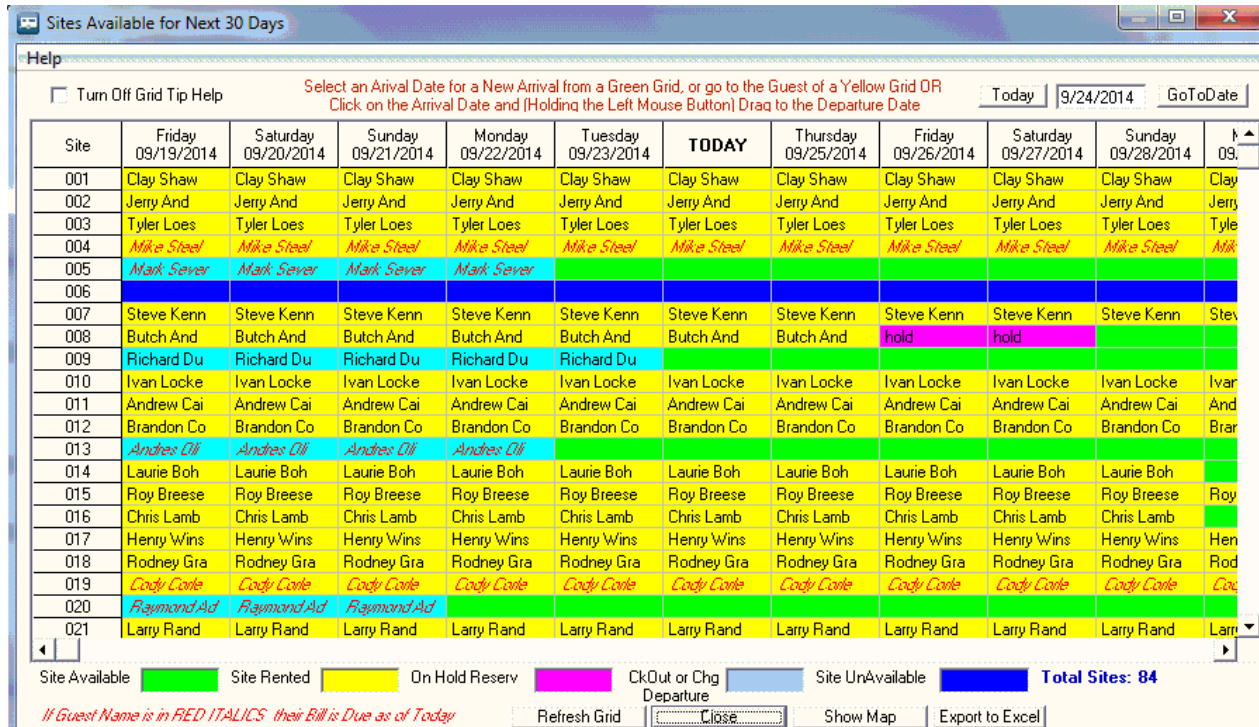 Sites Available for Next 30 Days
Help
Turn Off Grid Tip Help
Select an Arival Date for a New Arrival from a Green Grid, or go to the Guest of a Yellow Grid OR
Click on the Arrival Date and (Holding the Left Mouse Button) Drag to the Departure Date
Today 9/24/2014 GoToDate
Site Friday Saturday Sunday Monday Tuesday TODAY Thursday Friday Saturday Sunday
09/19/2014 09/20/2014 09/21/2014 09/22/2014 09/23/2014 09/25/2014 09/26/2014 09/27/2014 09/28/2014 09/
001 Clay Shaw Clay Shaw Clay Shaw Clay Shaw Clay Shaw Clay Shaw Clay Shaw Clay Shaw Clay Shaw Clay Shaw Clay
002 Jerry And Jerry And Jerry And Jerry And Jerry And Jerry And Jerry And Jerry And Jerry And Jerry And Jerry
003 Tyler Loes Tyler Loes Tyler Loes Tyler Loes Tyler Loes Tyler Loes Tyler Loes Tyler Loes Tyler Loes Tyler Loes Tyle
004 Mike Steel Mike Steel Mike Steel Mike Steel Mike Steel Mike Steel Mike Steel Mike Steel Mike Steel Mike Steel Mik
005 Mark Sever Mark Sever Mark Sever Mark Sever
006
007 Steve Kenn Steve Kenn Steve Kenn Steve Kenn Steve Kenn Steve Kenn Steve Kenn Steve Kenn Steve Kenn Steve Kenn Stev
008 Butch And Butch And Butch And Butch And Butch And Butch And Butch And hold hold
009 Richard Du Richard Du Richard Du Richard Du Richard Du
010 Ivan Locke Ivan Locke Ivan Locke Ivan Locke Ivan Locke Ivan Locke Ivan Locke Ivan Locke Ivan Locke Ivan Locke Ivan
011 Andrew Cai Andrew Cai Andrew Cai Andrew Cai Andrew Cai Andrew Cai Andrew Cai Andrew Cai Andrew Cai Andrew Cai And
012 Brandon Co Brandon Co Brandon Co Brandon Co Brandon Co Brandon Co Brandon Co Brandon Co Brandon Co Brandon Co Bran
013 Andres Oli Andres Oli Andres Oli Andres Oli
014 Laurie Boh Laurie Boh Laurie Boh Laurie Boh Laurie Boh Laurie Boh Laurie Boh Laurie Boh Laurie Boh Laurie Boh
015 Roy Breese Roy Breese Roy Breese Roy Breese Roy Breese Roy Breese Roy Breese Roy Breese Roy Breese Roy Breese Roy
016 Chris Lamb Chris Lamb Chris Lamb Chris Lamb Chris Lamb Chris Lamb Chris Lamb Chris Lamb Chris Lamb Chris Lamb
017 Henry Wins Henry Wins Henry Wins Henry Wins Henry Wins Henry Wins Henry Wins Henry Wins Henry Wins Henry Wins Hen
018 Rodney Gra Rodney Gra Rodney Gra Rodney Gra Rodney Gra Rodney Gra Rodney Gra Rodney Gra Rodney Gra Rodney Gra Rod
019 Cody Corle Cody Corle Cody Corle Cody Corle Cody Corle Cody Corle Cody Corle Cody Corle Cody Corle Cody Corle
020 Raymond Ad Raymond Ad Raymond Ad
021 Larry Rand Larry Rand Larry Rand Larry Rand Larry Rand Larry Rand Larry Rand Larry Rand Larry Rand Larry Rand Larr
Site Available Site Rented On Hold Reserv CkOut or Chg Site UnAvailable Total Sites: 84
Departure
If Guest Name is in RED ITALICS their Bill is Due as of Today Refresh Grid Close Show Map Export to Excel